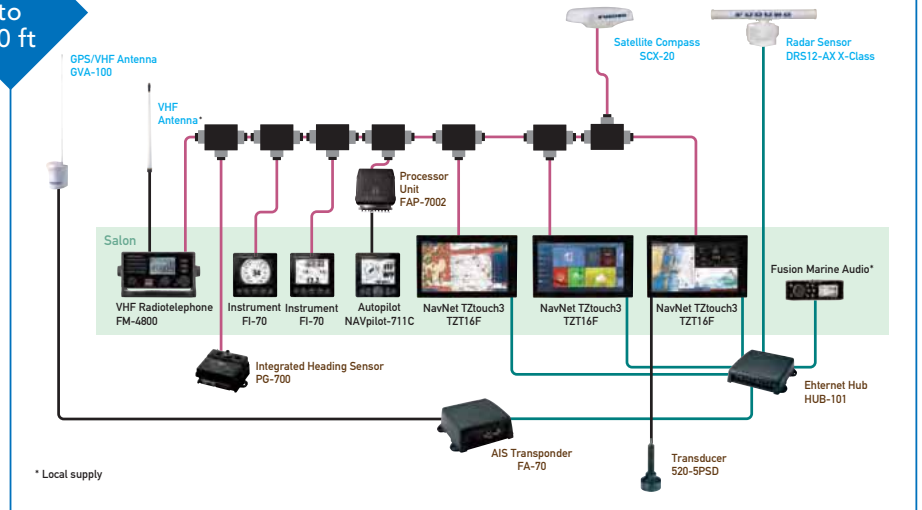 to
0 ft
GPS/VHF Antenna
GVA-100
VHF
Antenna*
Satellite Compass
SCX-20
FURUNO
Radar Sensor
DRS12-AX X-Class
Processor
Unit
FAP-7002
Salon
VHF Radiotelephone
FM-4800
Instrument
FI-70
Instrument
FI-70
Autopilot
NAVpilot-711C
NavNet TZtouch3
TZT16F
NavNet TZtouch3
TZT16F
NavNet TZtouch3
TZT16F
Fusion Marine Audio*
Integrated Heading Sensor
PG-700
Ehternet Hub
HUB-101
AIS Transponder
FA-70
Transducer
520-5PSD
* Local supply